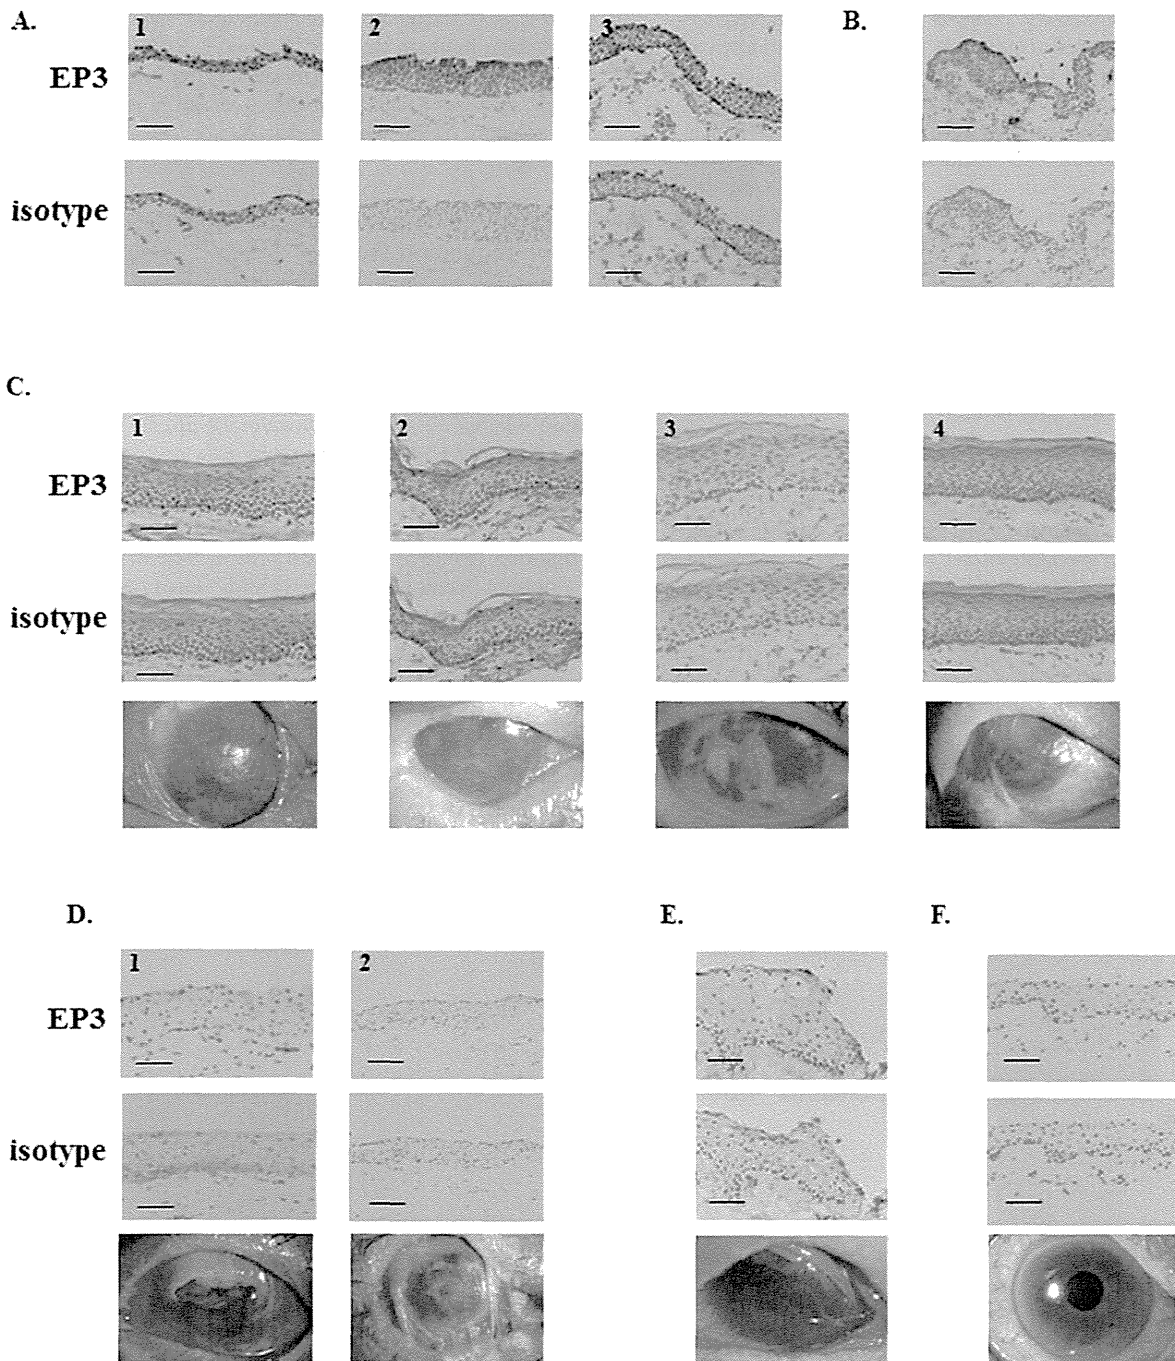 A. B.
1 2 3
EP3
isotype
C.
1 2 3 4
EP3
isotype
D. E. F.
1 2
EP3
isotype